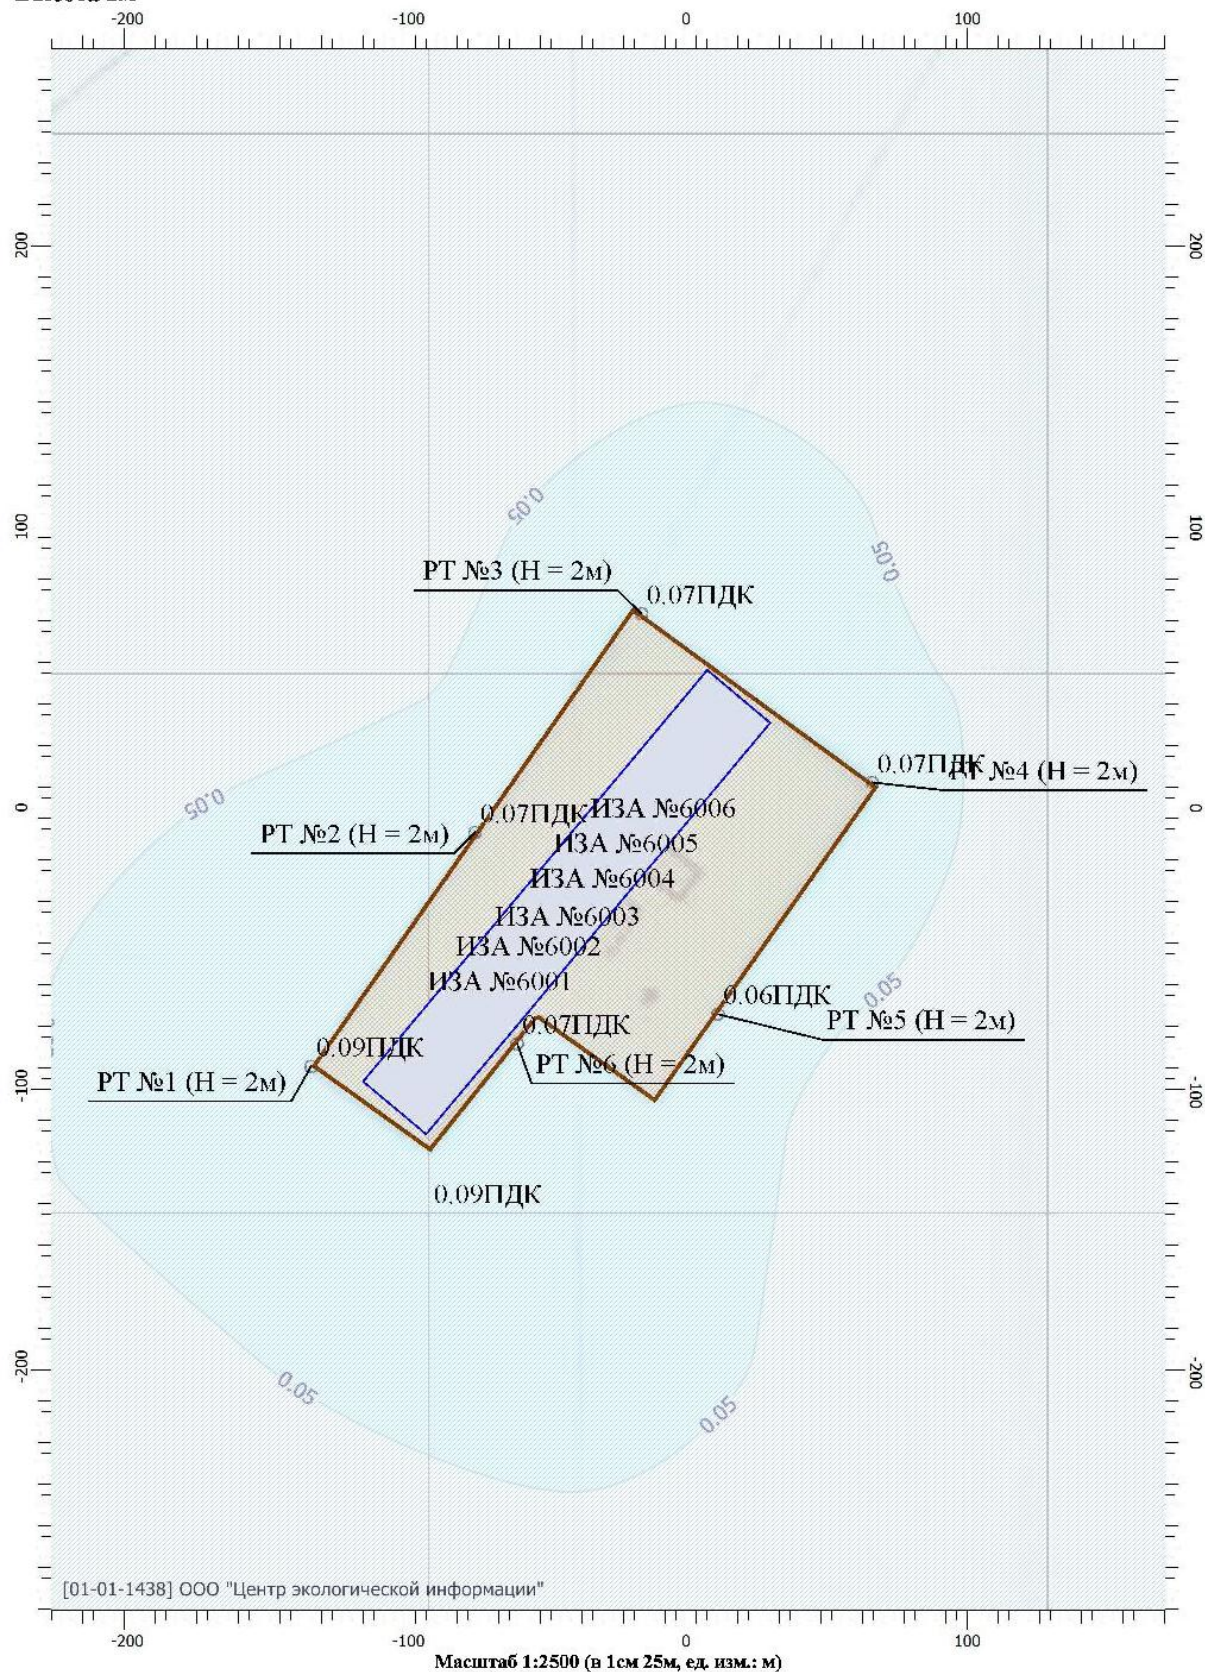 -200 -100 0 100
200 200
0.05
100 100
0.05
РТ №3 (Н = 2м)
0.07ПДК
0.07ПДК
РТ №4 (Н = 2м)
0 0
0.05
0.07ПДК
ИЗА №6006
РТ №2 (Н = 2м)
ИЗА №6005
ИЗА №6004
ИЗА №6003
ИЗА №6002
ИЗА №6001
0.05
0.06ПДК
РТ №5 (Н = 2м)
0.07ПДК
0.09ПДК
РТ №6 (Н = 2м)
РТ №1 (Н = 2м)
-100 -100
0.09ПДК
-200 -200
0.05
0.05
[01-01-1438] ООО "Центр экологической информации"
-200 -100 0 100
Масштаб 1:2500 (в 1см 25м, ед. изм.: м)